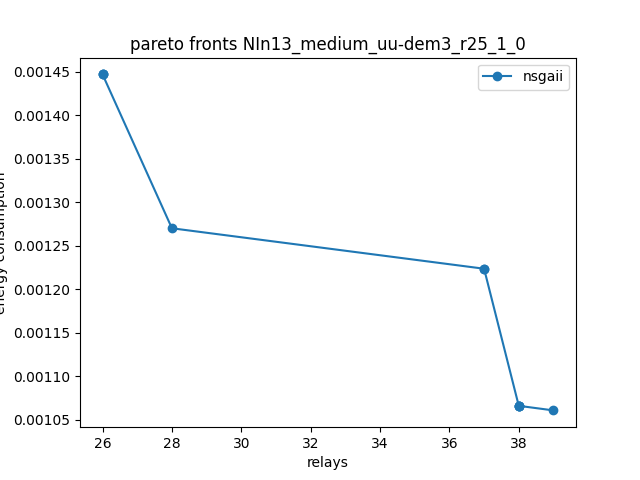 pareto fronts NIn13_medium_uu-dem3_r25_1_0
nsgaii
0.00145
0.00140
0.00135
0.00130
0.00125
0.00120
0.00115
0.00110
0.00105
energy consumption
26 28 30 32 34 36 38
relays